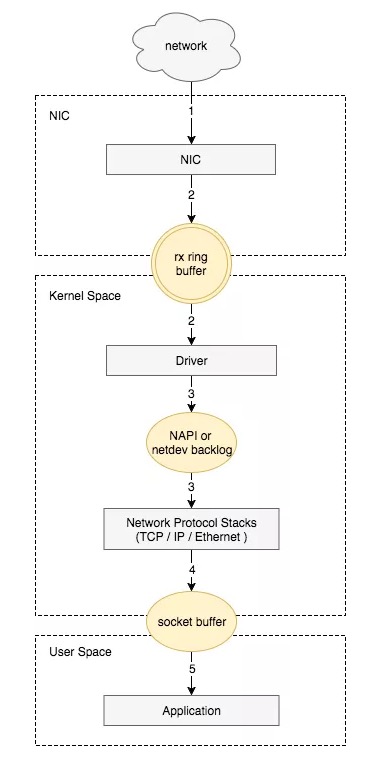 network
1
NIC
NIC
2
rx ring
buffer
Kernel Space
2
Driver
3
NAPI or
netdev backlog
3
Network Protocol Stacks
(TCP / IP / Ethernet )
4
socket buffer
User Space
5
Application